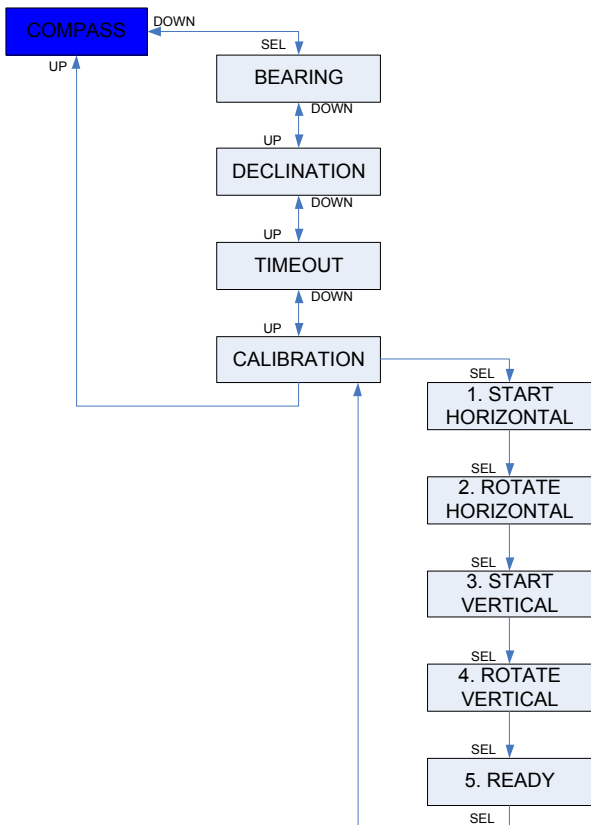 COMPASS
DOWN
UP
SEL
BEARING
DOWN
UP
DECLINATION
DOWN
UP
TIMEOUT
DOWN
UP
CALIBRATION
SEL
1. START
HORIZONTAL
SEL
2. ROTATE
HORIZONTAL
SEL
3. START
VERTICAL
SEL
4. ROTATE
VERTICAL
SEL
5. READY
SEL